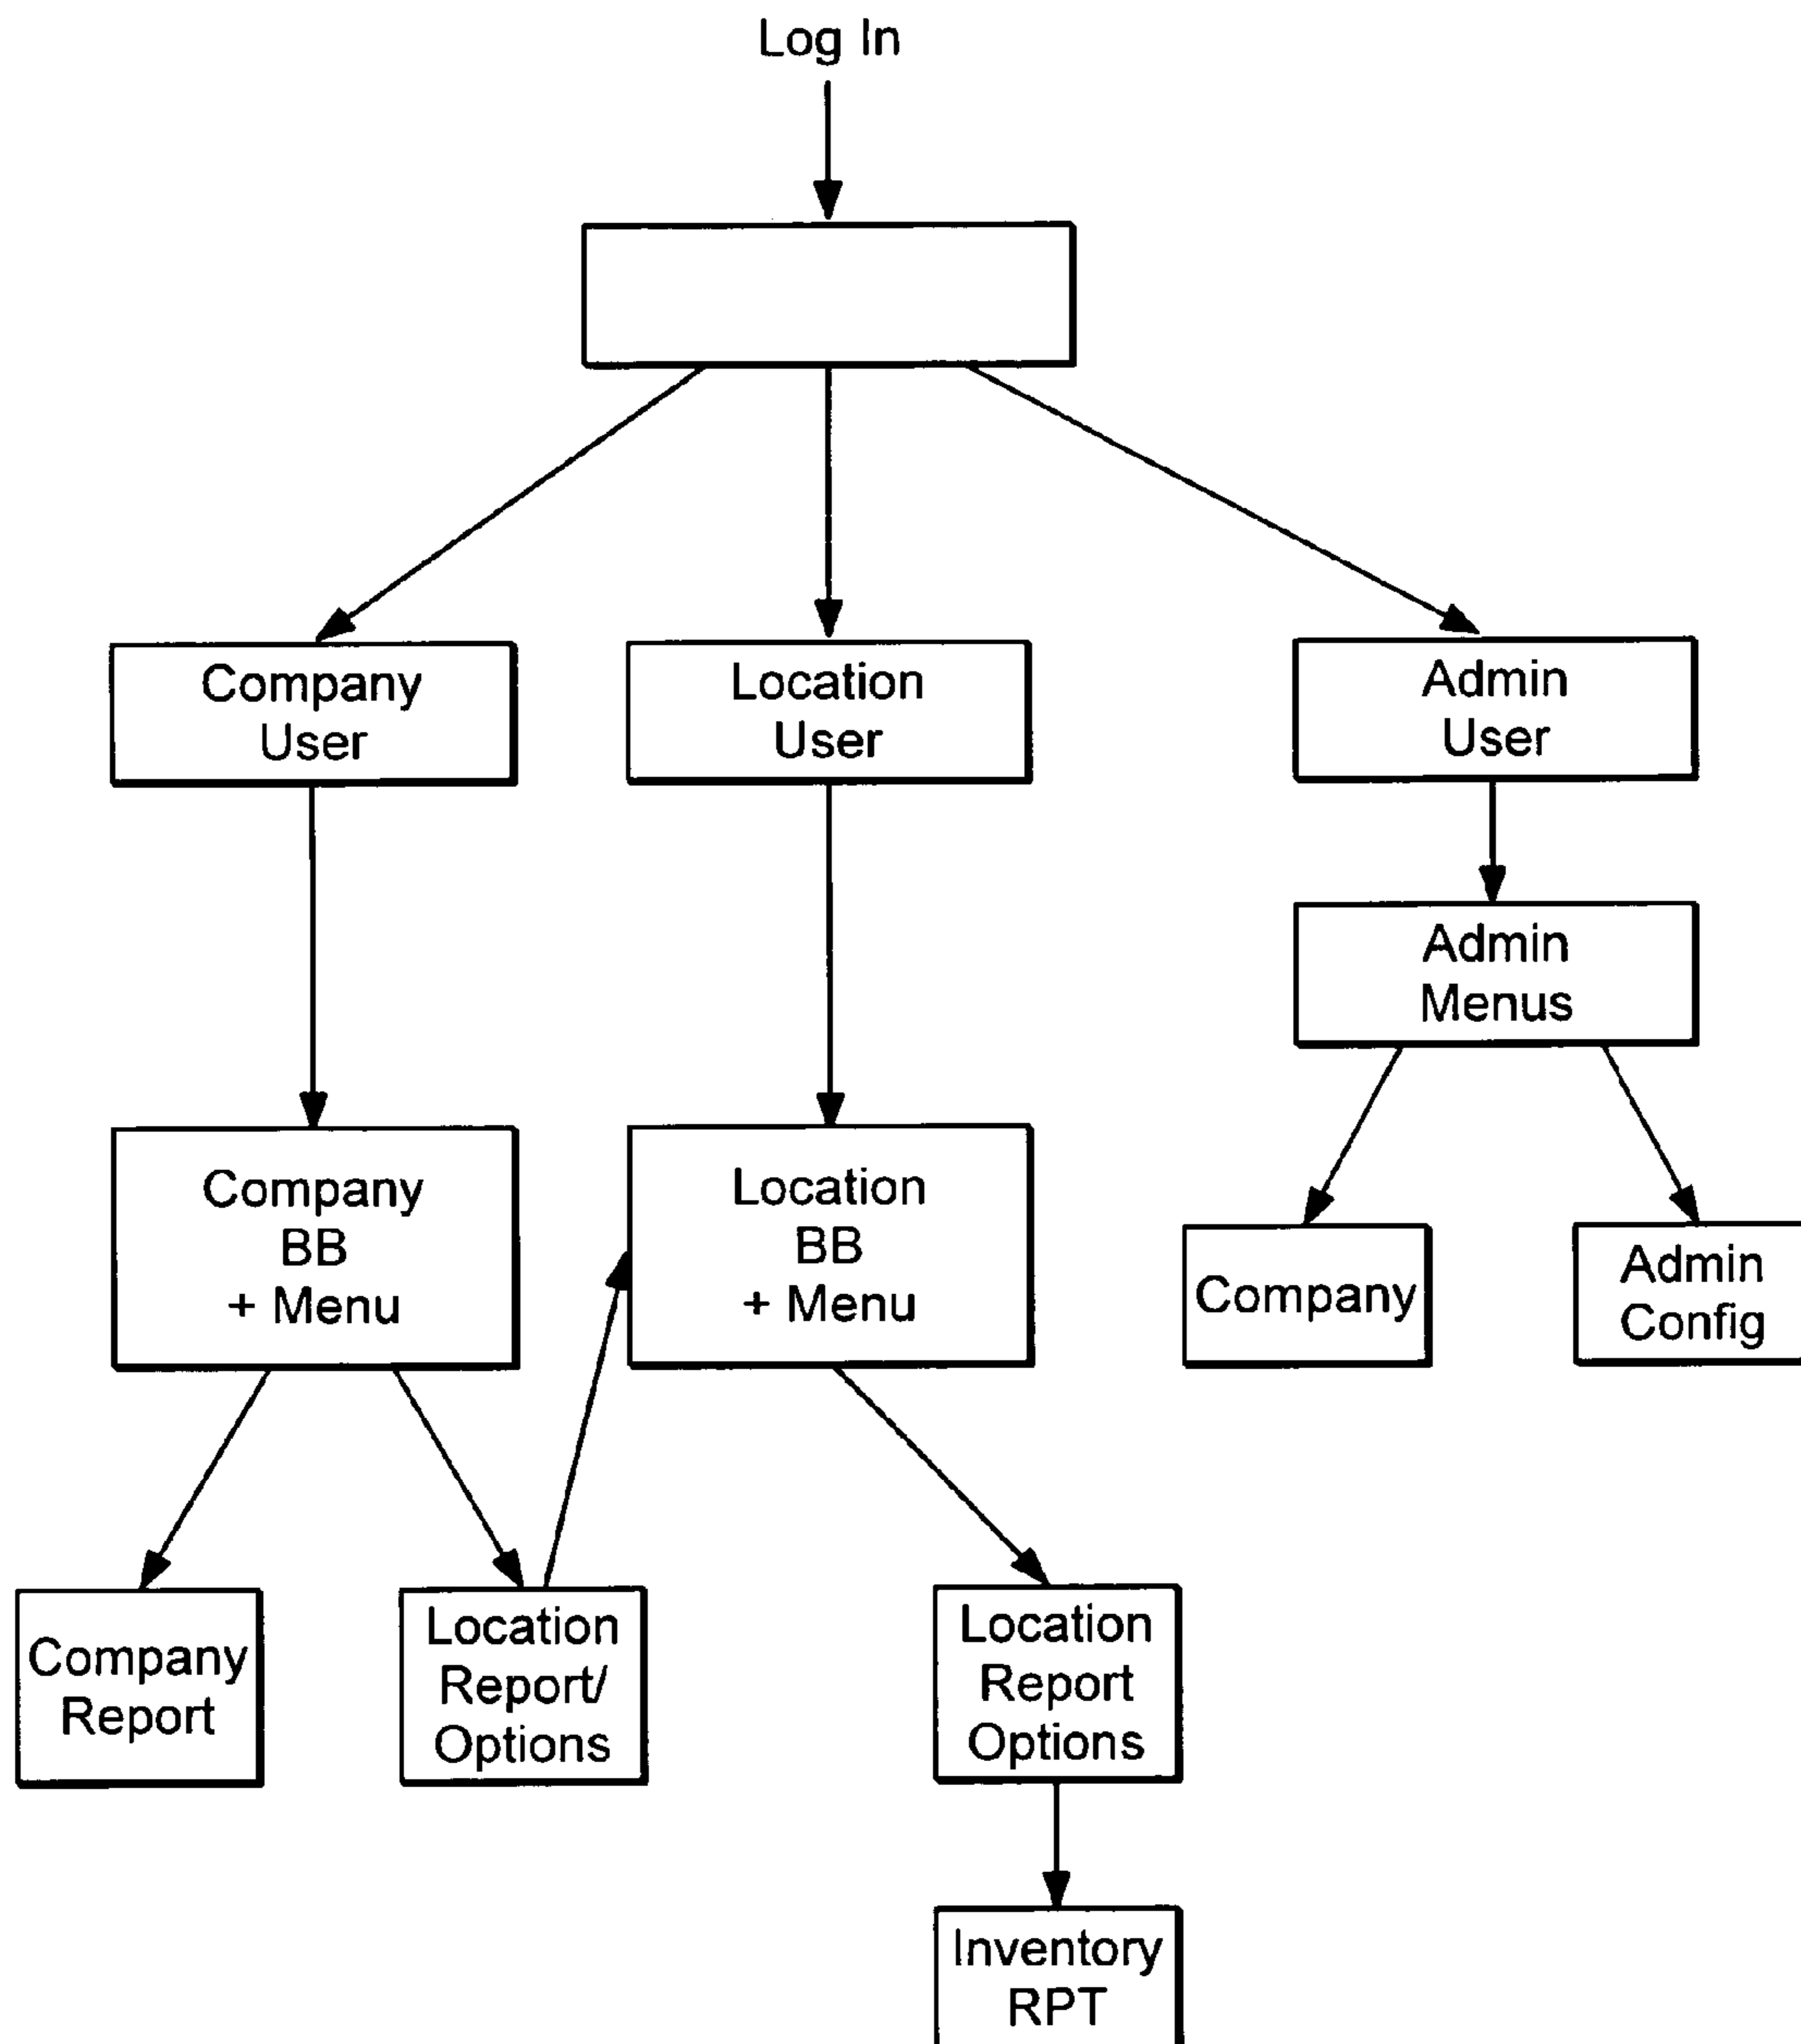 Log In
Company
User
Location
User
Admin
User
Admin
Menus
Company
BB
+ Menu
Location
BB
+ Menu
Company
Admin
Config
Company
Report
Location
Report/
Options
Location
Report
Options
Inventory
RPT